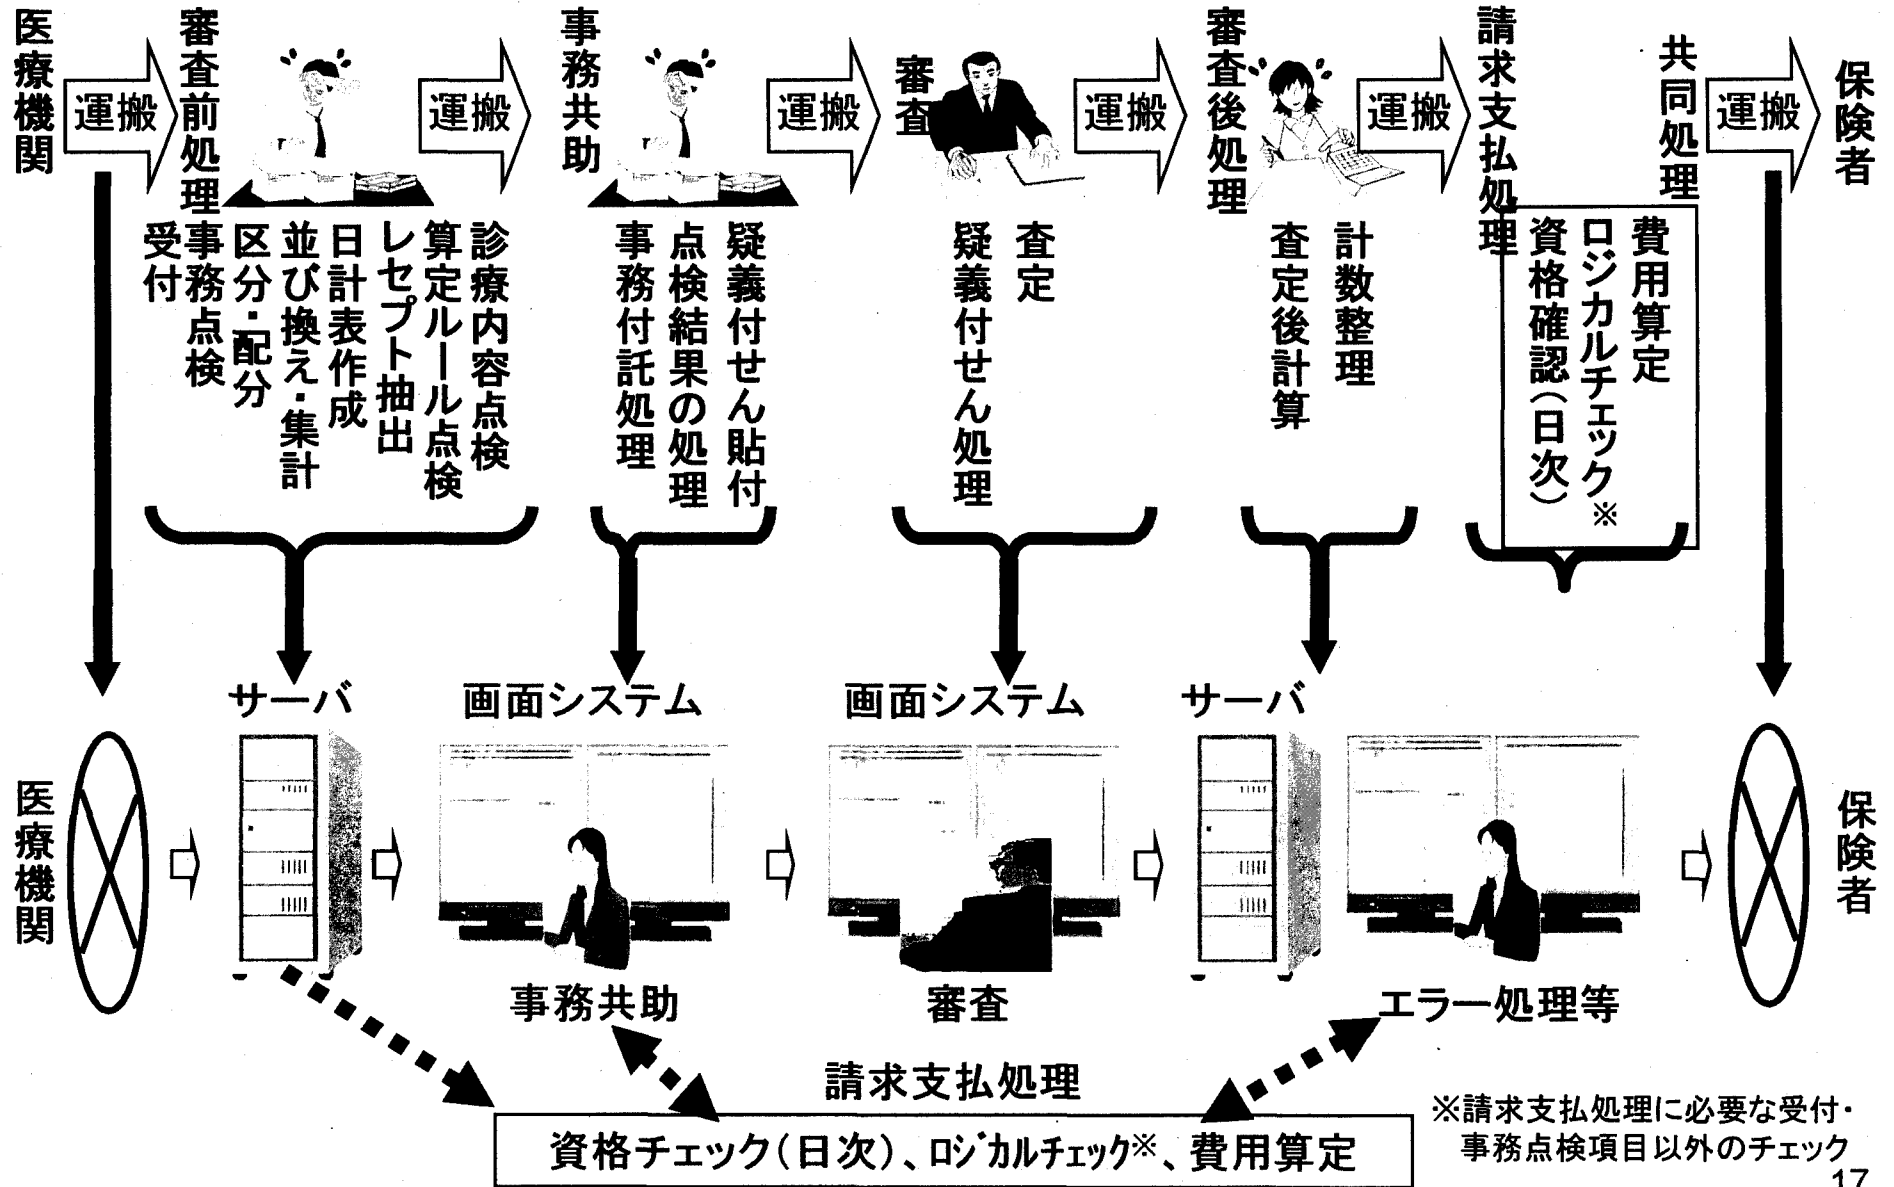 医療機関
運搬
審査前処理
運搬
事務共助
運搬
審査
運搬
審査後処理
運搬
請求支払処理
共同処理
運搬
保険者
受付
事務点検
区分・配分
並び換え・集計
日計表作成
レセプト抽出
算定ルール点検
診療内容点検
事務付託処理
点検結果の処理
疑義付せん貼付
疑義付せん処理
査定
査定後計算
計数整理
資格確認(日次)
ロジカルチェック※
費用算定
サーバ
画面システム
画面システム
サーバ
医療機関
保険者
事務共助
審査
エラー処理等
請求支払処理
資格チェック(日次)、ロジカルチェック※、費用算定
※請求支払処理に必要な受付・
事務点検項目以外のチェック
17